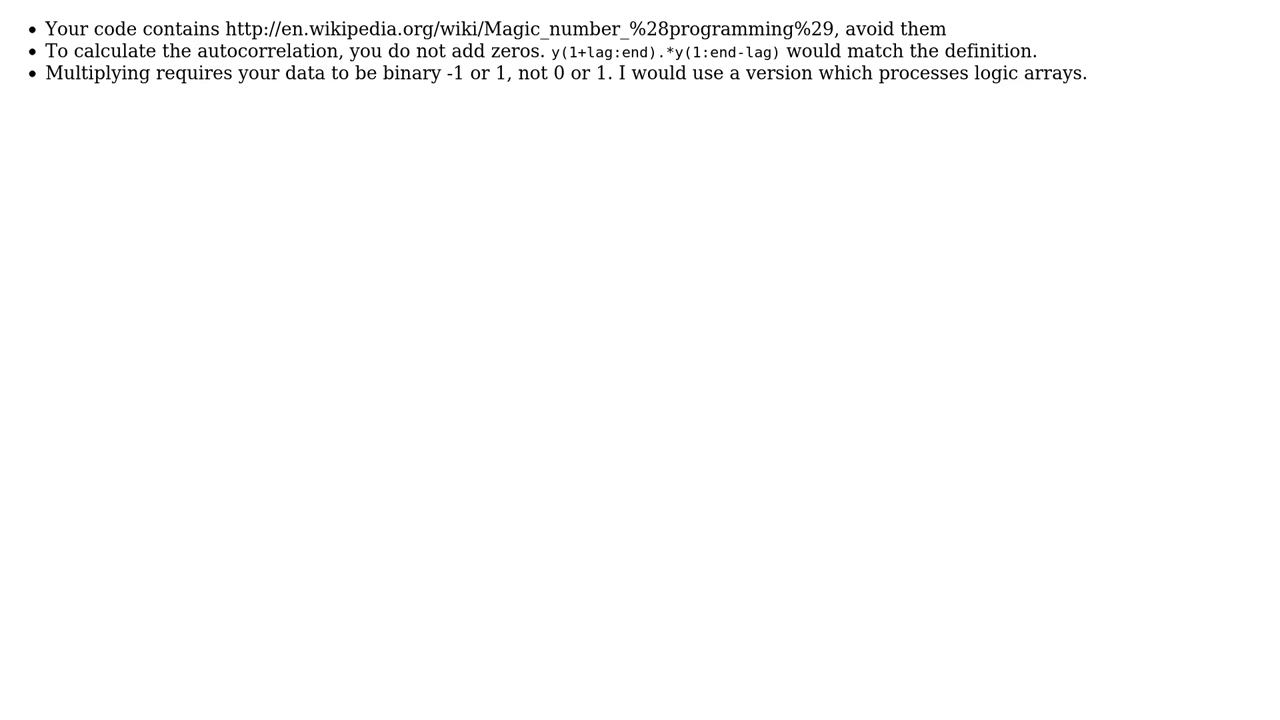 • Your code contains http://en.wikipedia.org/wiki/Magic_number_%28programming%29, avoid them
• To calculate the autocorrelation, you do not add zeros. y(1+lag:end).*y(1:end-lag) would match the definition.
• Multiplying requires your data to be binary -1 or 1, not 0 or 1. I would use a version which processes logic arrays.